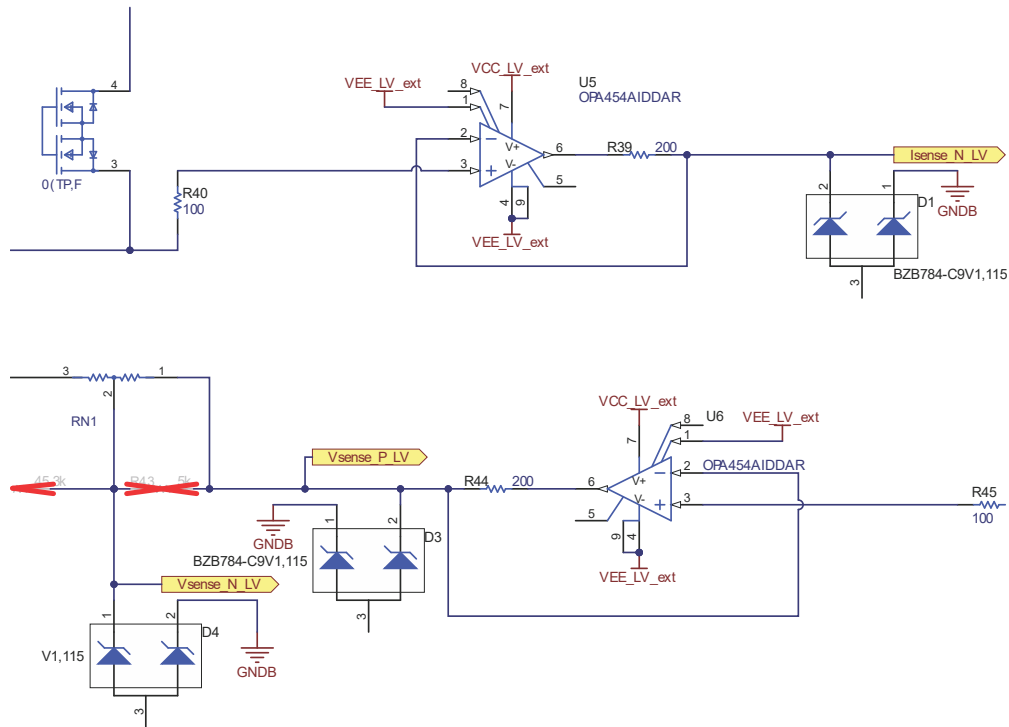 4
3
0(TP,F
R40
100
VEE_LV_ext
VCC_LV_ext
8
1
7
U5
OPA454AIDDAR
2
3
V+
V-
6
5
4
9
VEE_LV_ext
R39
200
Isense_N_LV
2
1
D1
GNDB
BZB784-C9V1,115
3
3
1
2
RN1
45.3k
R43
5k
Vsense_P_LV
R44
200
VCC_LV_ext
7
8
U6
VEE_LV_ext
1
OPA454AIDDAR
2
3
V+
V-
6
5
9
4
VEE_LV_ext
R45
100
GNDB
1
2
D3
BZB784-C9V1,115
3
Vsense_N_LV
1
2
D4
V1,115
GNDB
3